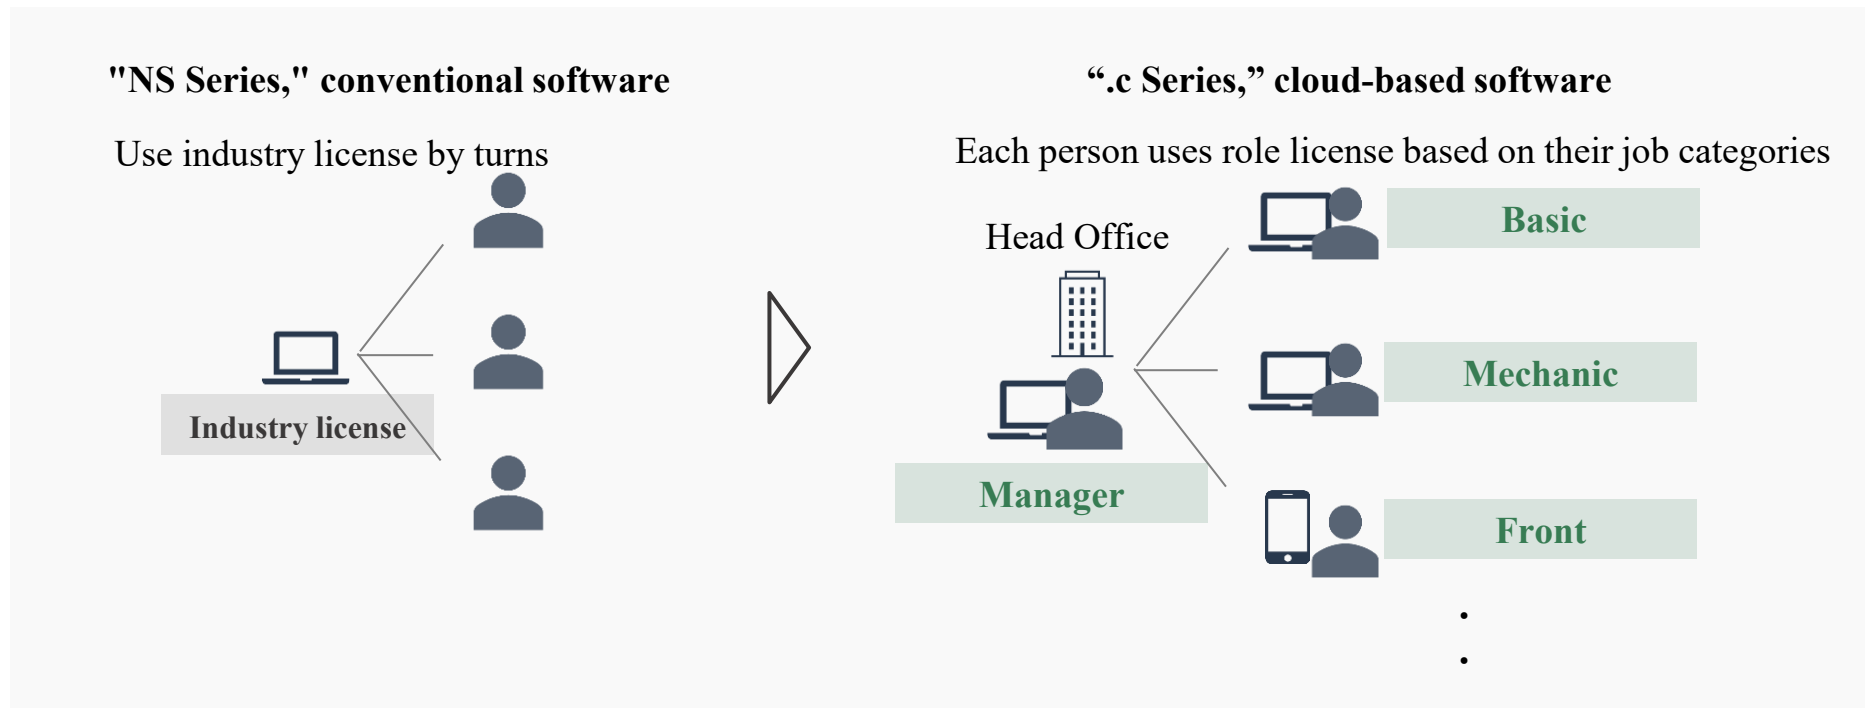 "NS Series," conventional software
Use industry license by turns
Industry license
“.c Series,” cloud-based software
Each person uses role license based on their job categories
Head Office
Manager
Basic
Mechanic
Front
.
.